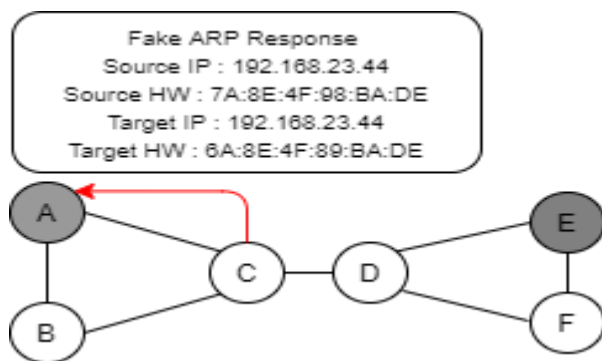 Fake ARP Response
Source IP : 192.168.23.44
Source HW : 7A:8E:4F:98:BA:DE
Target IP : 192.168.23.44
Target HW : 6A:8E:4F:89:BA:DE
A
E
C
D
B
F